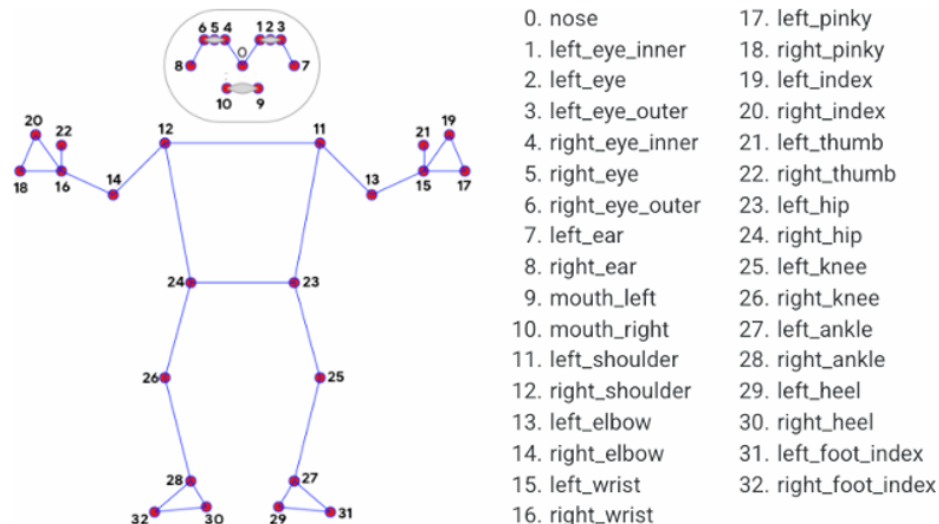 6 5 4 1 2 3
8 0 7
10 9
20 22 12 11 21 19
18 16 14 13 15 17
24 23
26 25
28 27
32 30 29 31
0. nose
1. left_eye_inner
2. left_eye
3. left_eye_outer
4. right_eye_inner
5. right_eye
6. right_eye_outer
7. left_ear
8. right_ear
9. mouth_left
10. mouth_right
11. left_shoulder
12. right_shoulder
13. left_elbow
14. right_elbow
15. left_wrist
16. right_wrist
17. left_pinky
18. right_pinky
19. left_index
20. right_index
21. left_thumb
22. right_thumb
23. left_hip
24. right_hip
25. left_knee
26. right_knee
27. left_ankle
28. right_ankle
29. left_heel
30. right_heel
31. left_foot_index
32. right_foot_index